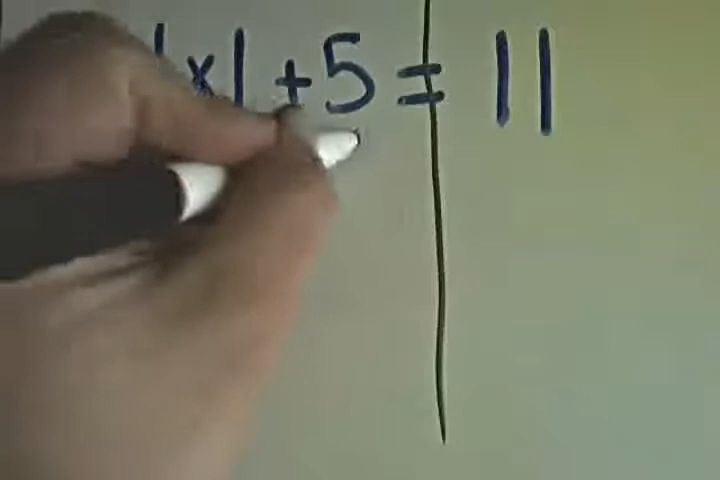 |x| + 5 = 11